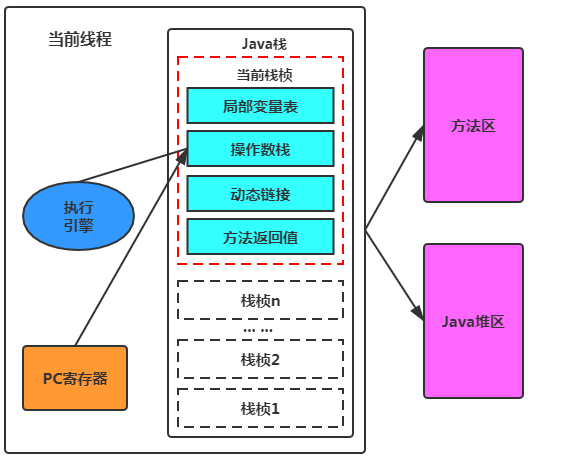 当前线程
Java栈
当前栈桢
局部变量表
操作数栈
动态链接
方法返回值
执行
引擎
PC寄存器
栈桢n
... ...
栈桢2
栈桢1
方法区
Java堆区